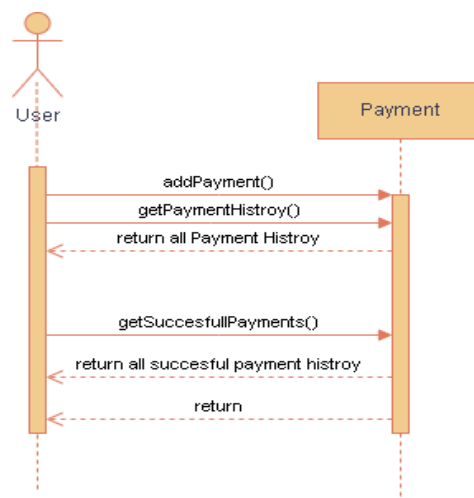 User
Payment
addPayment()
getPaymentHistroy()
return all Payment Histroy
getSuccesfullPayments()
return all succesful payment histroy
return